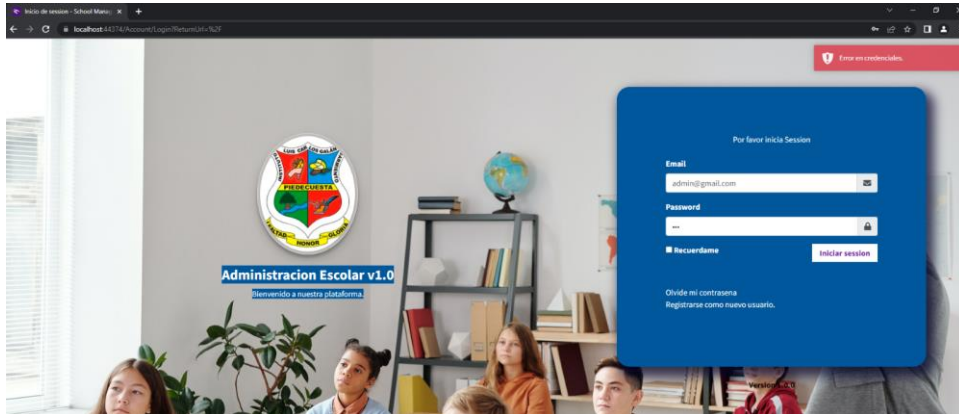 Inicio de session - School Manag
localhost:44374/Account/Login?ReturnUrl=%2F
Error en credenciales.
Por favor inicia Session
Email
admin@gmail.com
Password
Recuerdame
Iniciar session
Olvide mi contrasena
Registrarse como nuevo usuario.
PIEDECUESTA
LEALTAD HONOR GLORIA
Administracion Escolar v1.0
Bienvenido a nuestra plataforma.